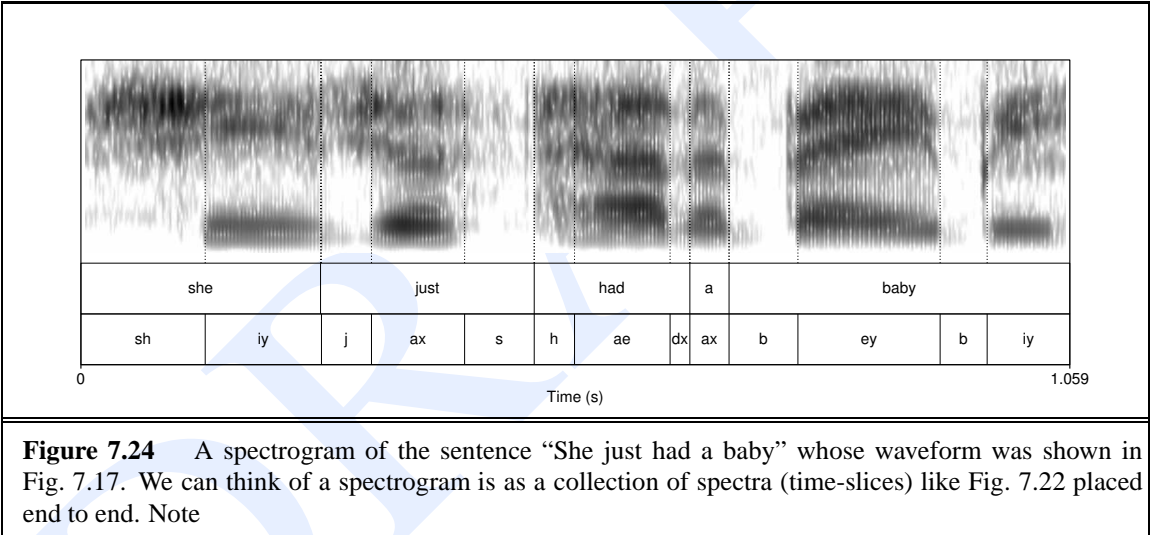 she just had a baby
sh iy j ax s h ae dx ax b ey b iy
0 1.059
Time (s)
Figure 7.24 A spectrogram of the sentence “She just had a baby” whose waveform was shown in
Fig. 7.17. We can think of a spectrogram is as a collection of spectra (time-slices) like Fig. 7.22 placed
end to end. Note